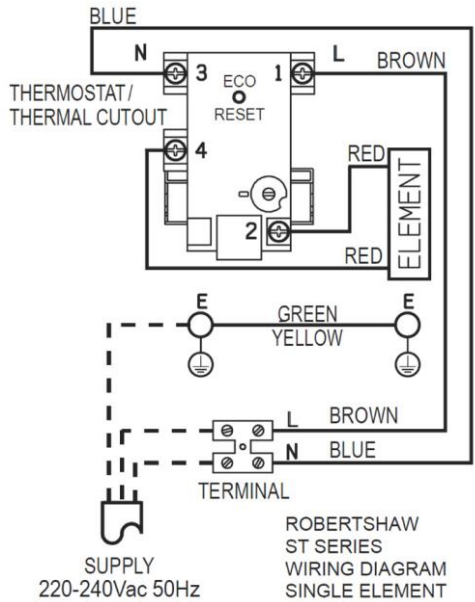 BLUE
N
L
BROWN
3
ECO
1
RESET
THERMOSTAT/
THERMAL CUTOUT
4
RED
ELEMENT
2
RED
E
GREEN
E
YELLOW
L
BROWN
N
BLUE
TERMINAL
SUPPLY
220-240Vac 50Hz
ROBERTSHAW
ST SERIES
WIRING DIAGRAM
SINGLE ELEMENT